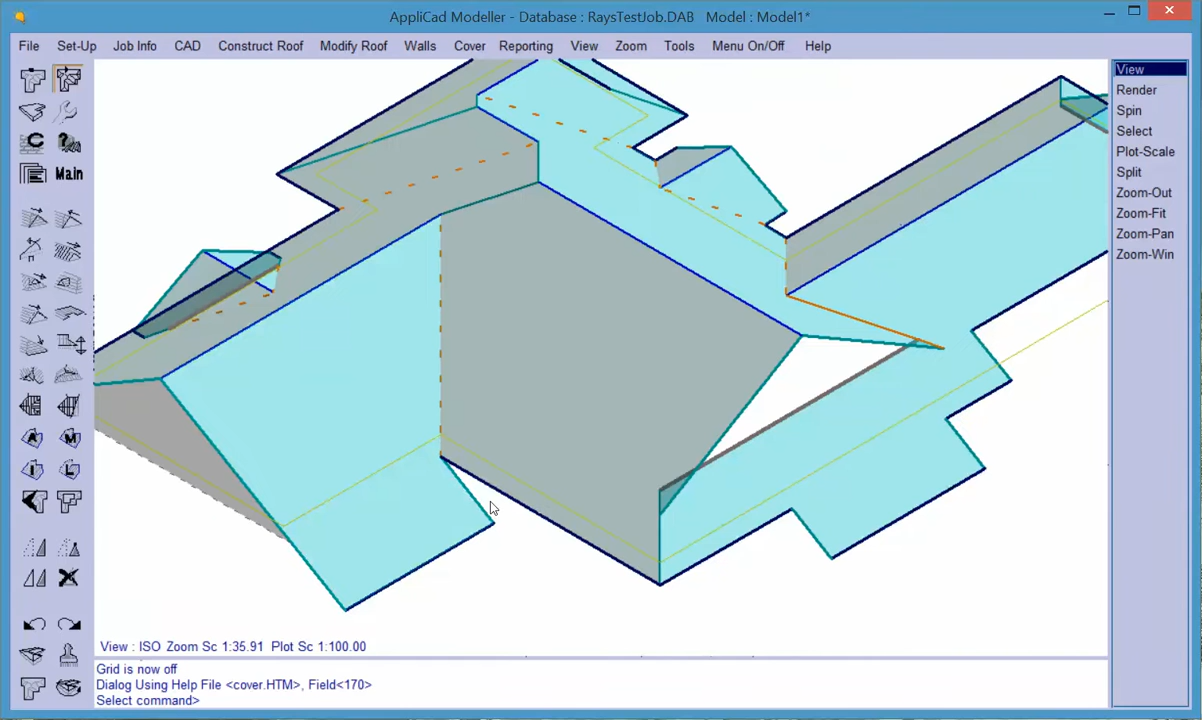 AppliCad Modeller - Database : RaysTestJob.DAB   Model : Model1*
File   Set-Up   Job Info   CAD   Construct Roof   Modify Roof   Walls   Cover   Reporting   View   Zoom   Tools   Menu On/Off   Help
View
Render
Spin
Select
Plot-Scale
Split
Zoom-Out
Zoom-Fit
Zoom-Pan
Zoom-Win
C
Main
A   M
I   L
View : ISO Zoom Sc 1:35.91  Plot Sc 1:100.00
Grid is now off
Dialog Using Help File <cover.HTM>, Field<170>
Select command>